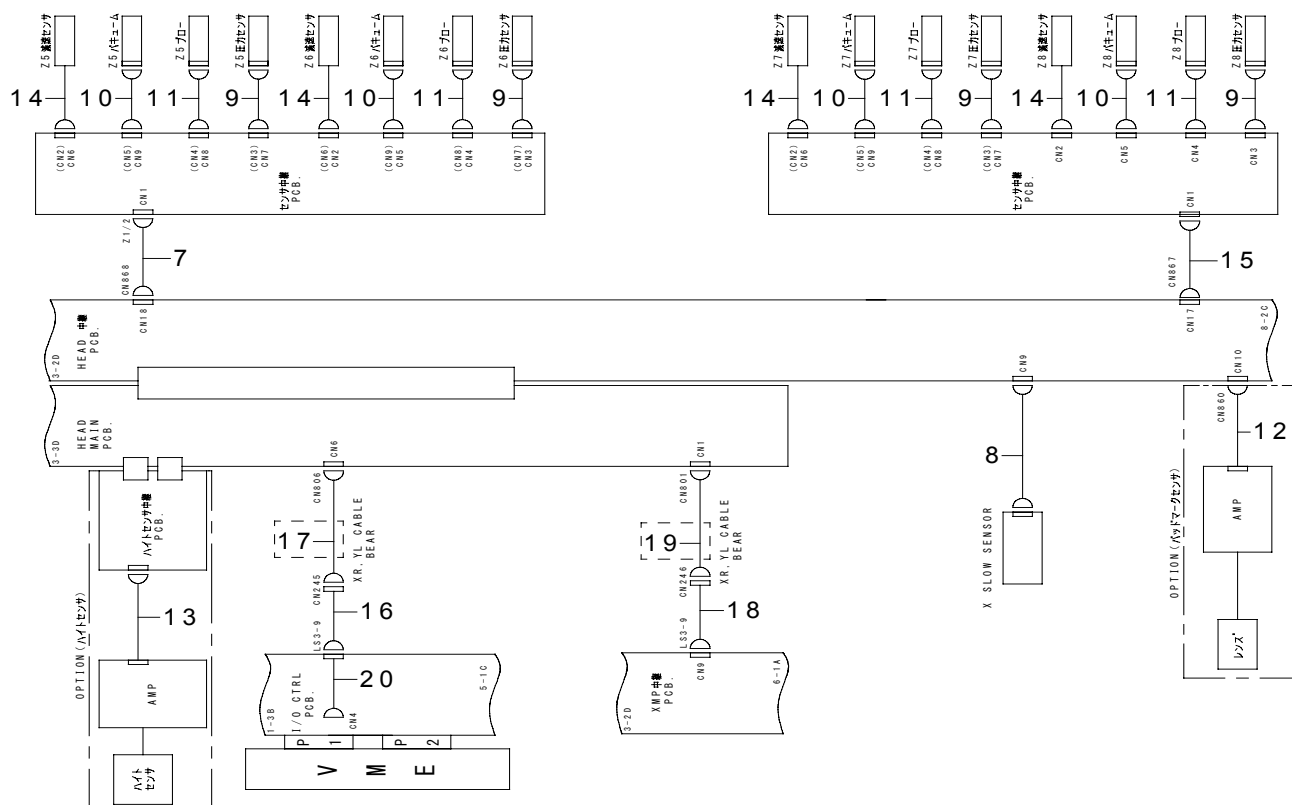 Z5減速センサ
Z5バキューム
Z5ブロー
Z5圧力センサ
Z6減速センサ
Z6バキューム
Z6ブロー
Z6圧力センサ
Z7減速センサ
Z7バキューム
Z7ブロー
Z7圧力センサ
Z8減速センサ
Z8バキューム
Z8ブロー
Z8圧力センサ
14
10
11
9
14
10
11
9
14
10
11
9
14
10
11
9
(CN2)
CN6
(CN5)
CN9
(CN4)
CN8
(CN3)
CN7
(CN6)
CN2
(CN9)
CN5
(CN8)
CN4
(CN7)
CN3
(CN2)
CN6
(CN5)
CN9
(CN4)
CN8
(CN3)
CN7
CN2
CN5
CN4
CN3
CN1
センサ中継
PCB.
センサ中継
PCB.
CN1
Z1/2
7
CN868
CN18
15
CN867
CN17
3-2D
HEAD 中継
PCB.
8-2C
CN9
CN10
3-3D
HEAD
MAIN
PCB.
CN6
CN1
CN860
12
8
X SLOW SENSOR
AMP
レンズ
OPTION(パッドマークセンサ)
ハイトセンサ中継
PCB.
13
OPTION(ハイトセンサ)
AMP
ハイト
センサ
CN806
17
XR,YL CABLE
BEAR
CN245
16
LS3-9
20
CN4
1-3B
I/O CTRL
PCB.
5-1C
P1
P2
VME
CN801
19
XR,YL CABLE
BEAR
CN246
18
LS3-9
CN9
3-2D
XMP中継
PCB.
6-1A